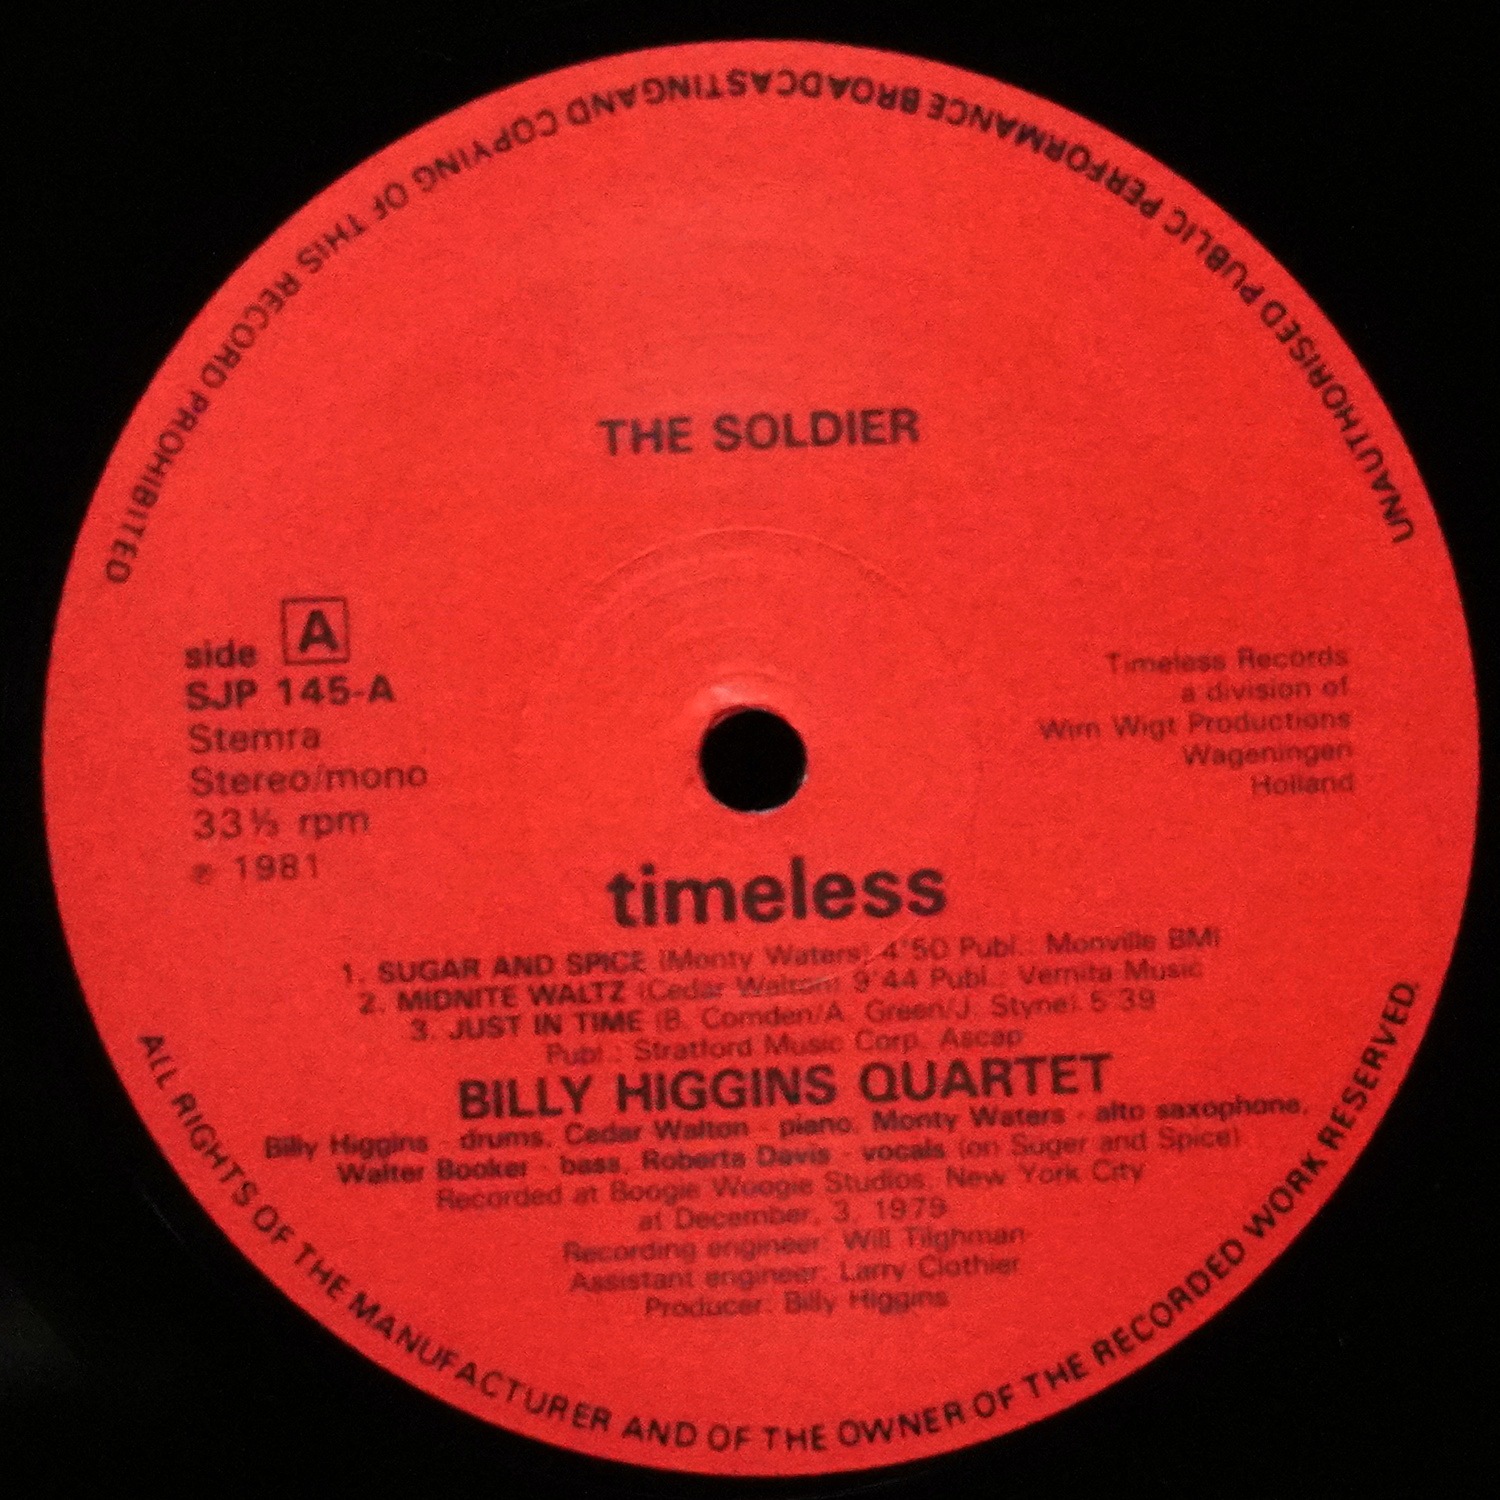 UNAUTHORISED PUBLIC PERFORMANCE BROADCASTING AND COPYING OF THIS RECORD PROHIBITED
THE SOLDIER
side A
SJP 145-A
Stemra
Stereo/mono
33⅓ rpm
℗ 1981
Timeless Records
a division of
Wim Wigt Productions
Wageningen
Holland
timeless
1. SUGAR AND SPICE (Monty Waters) 4'50 Publ.: Monville BMI
2. MIDNITE WALTZ (Cedar Walton) 9'44 Publ.: Vernita Music
3. JUST IN TIME (B. Comden/A. Green/J. Styne) 5'39
Publ.: Stratford Music Corp. Ascap
BILLY HIGGINS QUARTET
Billy Higgins - drums, Cedar Walton - piano, Monty Waters - alto saxophone,
Walter Booker - bass, Roberta Davis - vocals (on Suger and Spice)
Recorded at Boogie Woogie Studios, New York City
at December, 3, 1979
Recording engineer: Will Tilghman
Assistant engineer: Larry Clothier
Producer: Billy Higgins
ALL RIGHTS OF THE MANUFACTURER AND OF THE OWNER OF THE RECORDED WORK RESERVED.